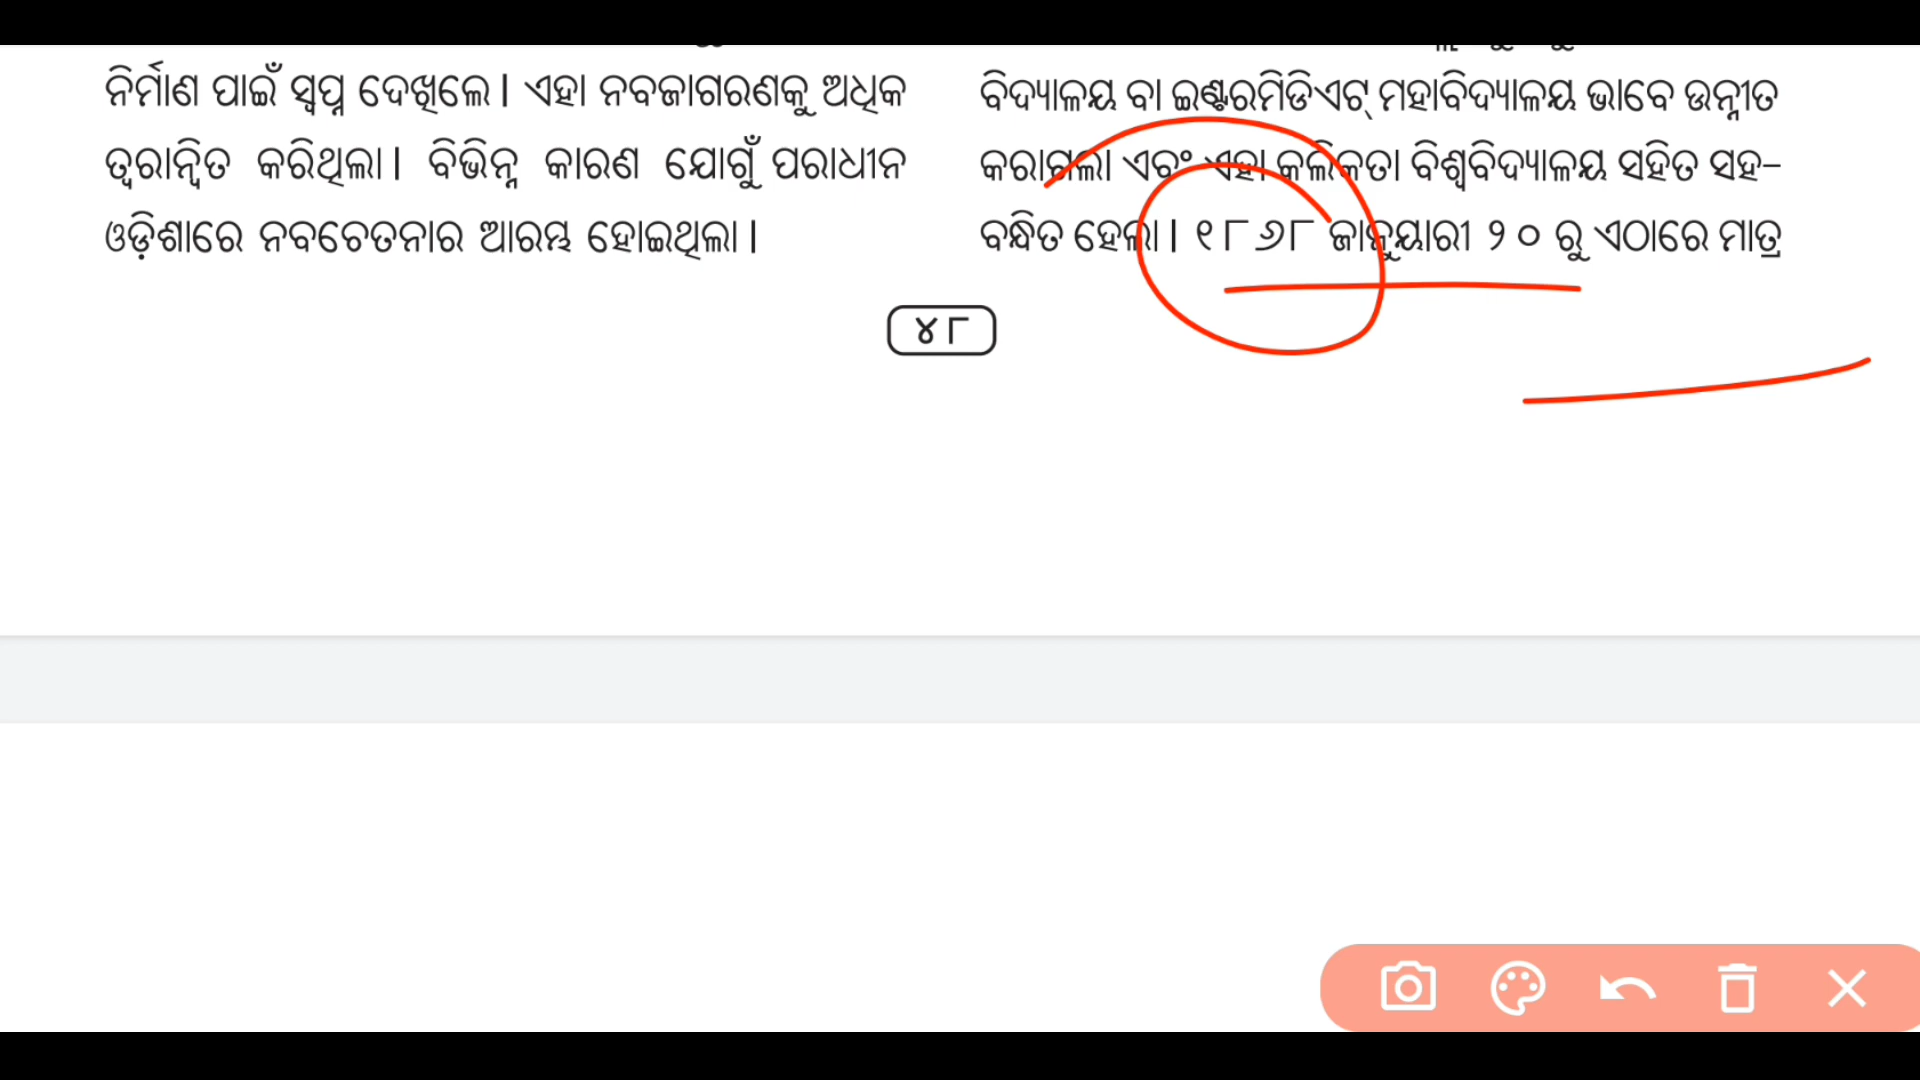 ନିର୍ମାଣ ପାଇଁ ସ୍ୱପ୍ନ ଦେଖିଲେ। ଏହା ନବଜାଗରଣକୁ ଅଧିକ
ତ୍ୱରାନ୍ୱିତ କରିଥିଲା। ବିଭିନ୍ନ କାରଣ ଯୋଗୁଁ ପରାଧୀନ
ଓଡ଼ିଶାରେ ନବଚେତନାର ଆରମ୍ଭ ହୋଇଥିଲା।
ବିଦ୍ୟାଳୟ ବା ଇଣ୍ଟରମିଡିଏଟ୍ ମହାବିଦ୍ୟାଳୟ ଭାବେ ଉନ୍ନୀତ
କରାଗଲା ଏବଂ ଏହା କଲିକତା ବିଶ୍ୱବିଦ୍ୟାଳୟ ସହିତ ସହ–
ବନ୍ଧିତ ହେଲା। ୧୮୬୮ ଜାନୁୟାରୀ ୨୦ ରୁ ଏଠାରେ ମାତ୍ର
୪୮